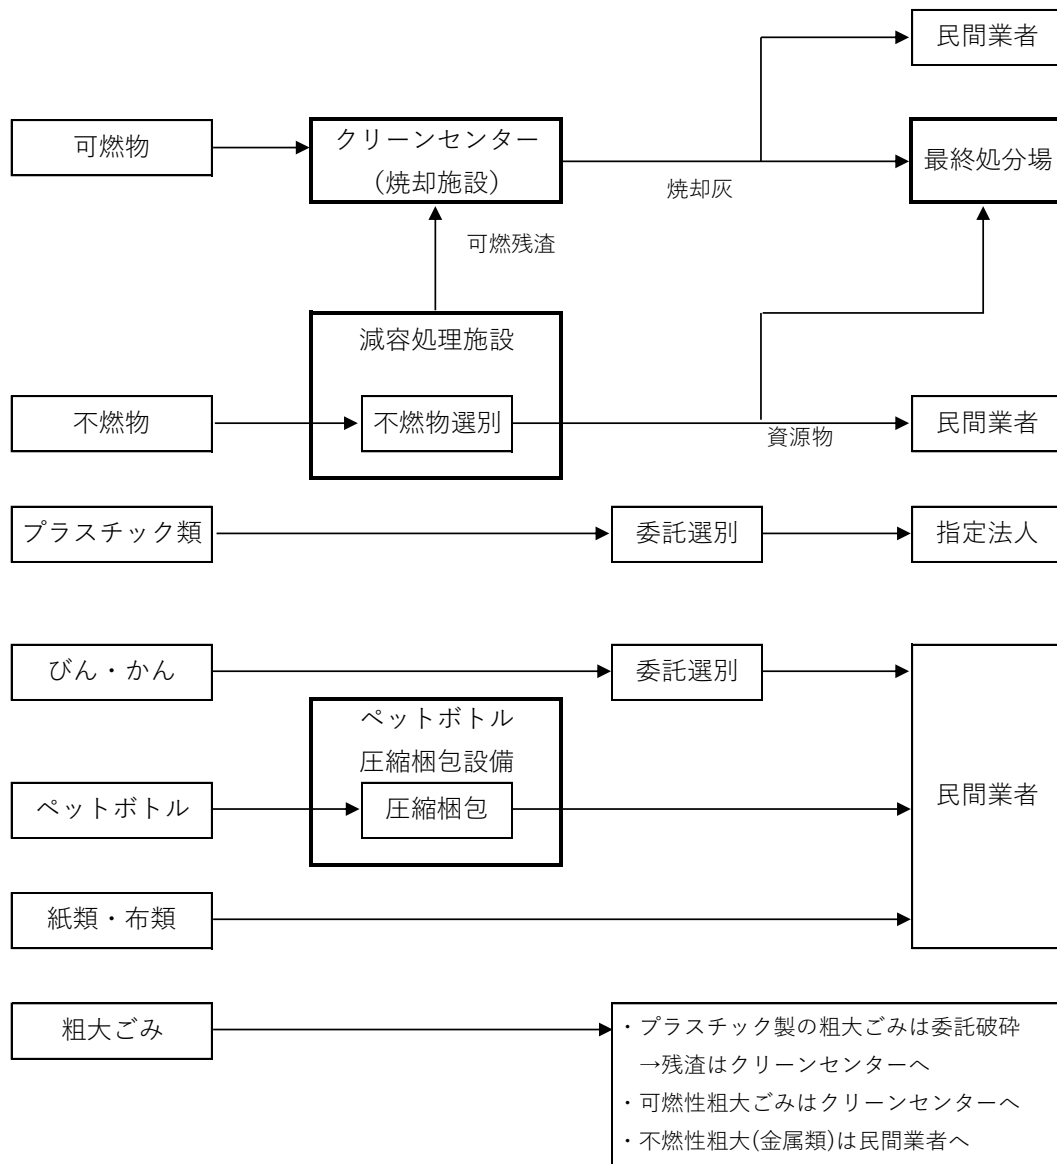 民間業者
可燃物
クリーンセンター
(焼却施設)
焼却灰
最終処分場
可燃残渣
減容処理施設
不燃物
不燃物選別
資源物
民間業者
プラスチック類
委託選別
指定法人
びん・かん
委託選別
ペットボトル
圧縮梱包設備
ペットボトル
圧縮梱包
民間業者
紙類・布類
粗大ごみ
・プラスチック製の粗大ごみは委託破砕
→残渣はクリーンセンターへ
・可燃性粗大ごみはクリーンセンターへ
・不燃性粗大(金属類)は民間業者へ